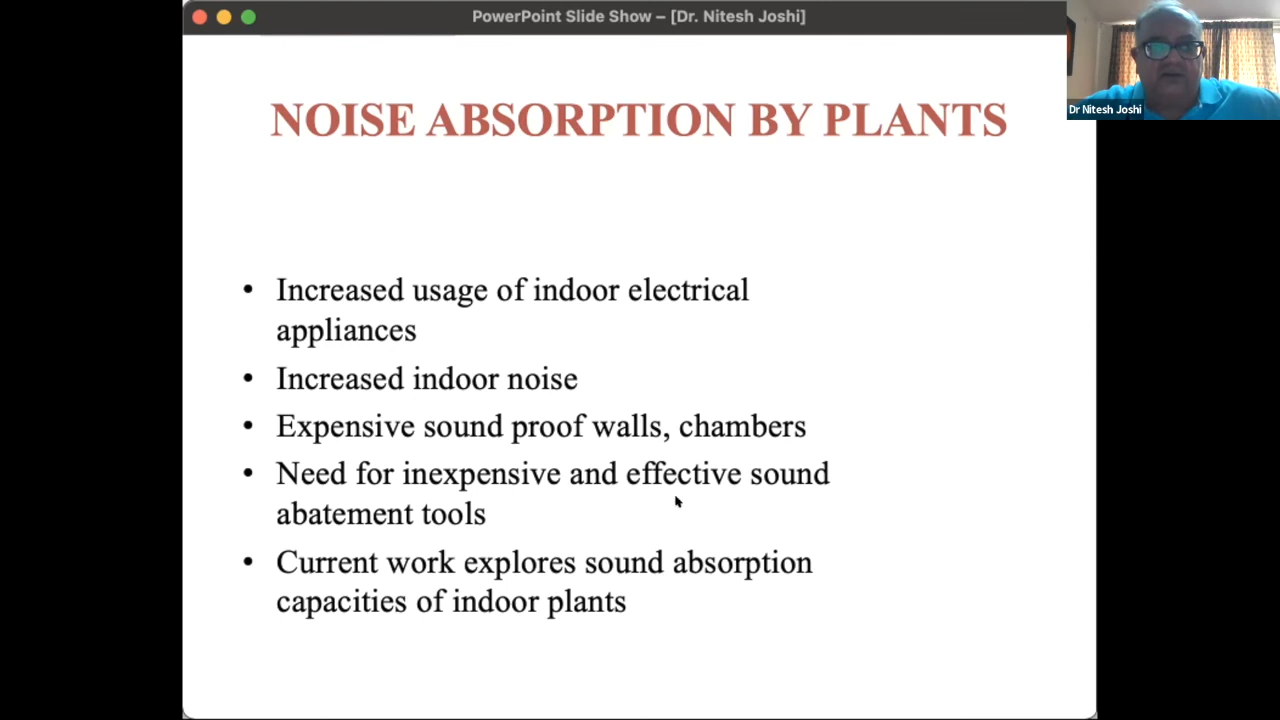 PowerPoint Slide Show – [Dr. Nitesh Joshi]
Dr Nitesh Joshi
NOISE ABSORPTION BY PLANTS
• Increased usage of indoor electrical
appliances
• Increased indoor noise
• Expensive sound proof walls, chambers
• Need for inexpensive and effective sound
abatement tools
• Current work explores sound absorption
capacities of indoor plants